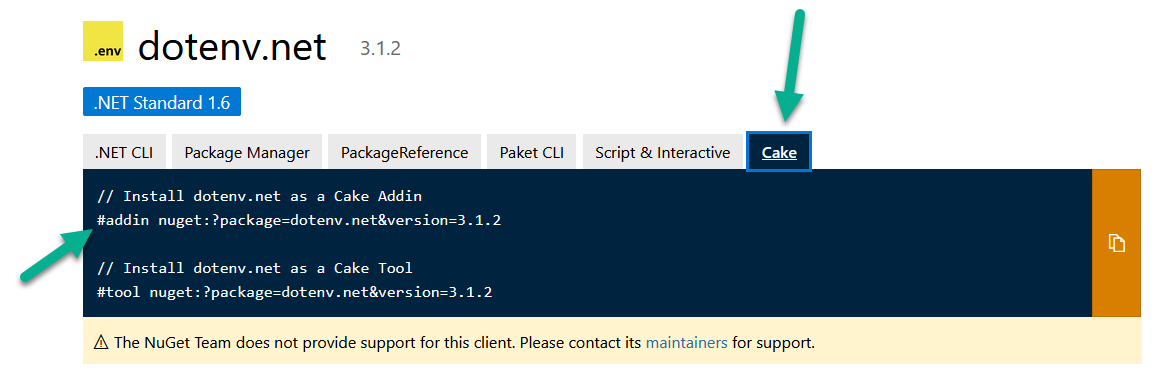 .env
dotenv.net 3.1.2
.NET Standard 1.6
.NET CLI Package Manager PackageReference Paket CLI Script & Interactive Cake
// Install dotenv.net as a Cake Addin
#addin nuget:?package=dotenv.net&version=3.1.2
// Install dotenv.net as a Cake Tool
#tool nuget:?package=dotenv.net&version=3.1.2
⚠ The NuGet Team does not provide support for this client. Please contact its maintainers for support.